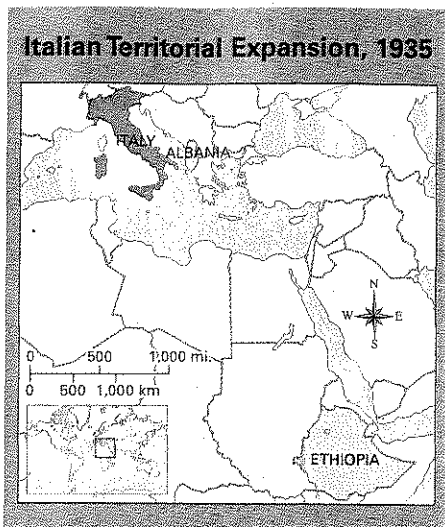 Italian Territorial Expansion, 1935
ITALY
ALBANIA
N
W E
S
0 500 1,000 mi.
0 500 1,000 km
ETHIOPIA